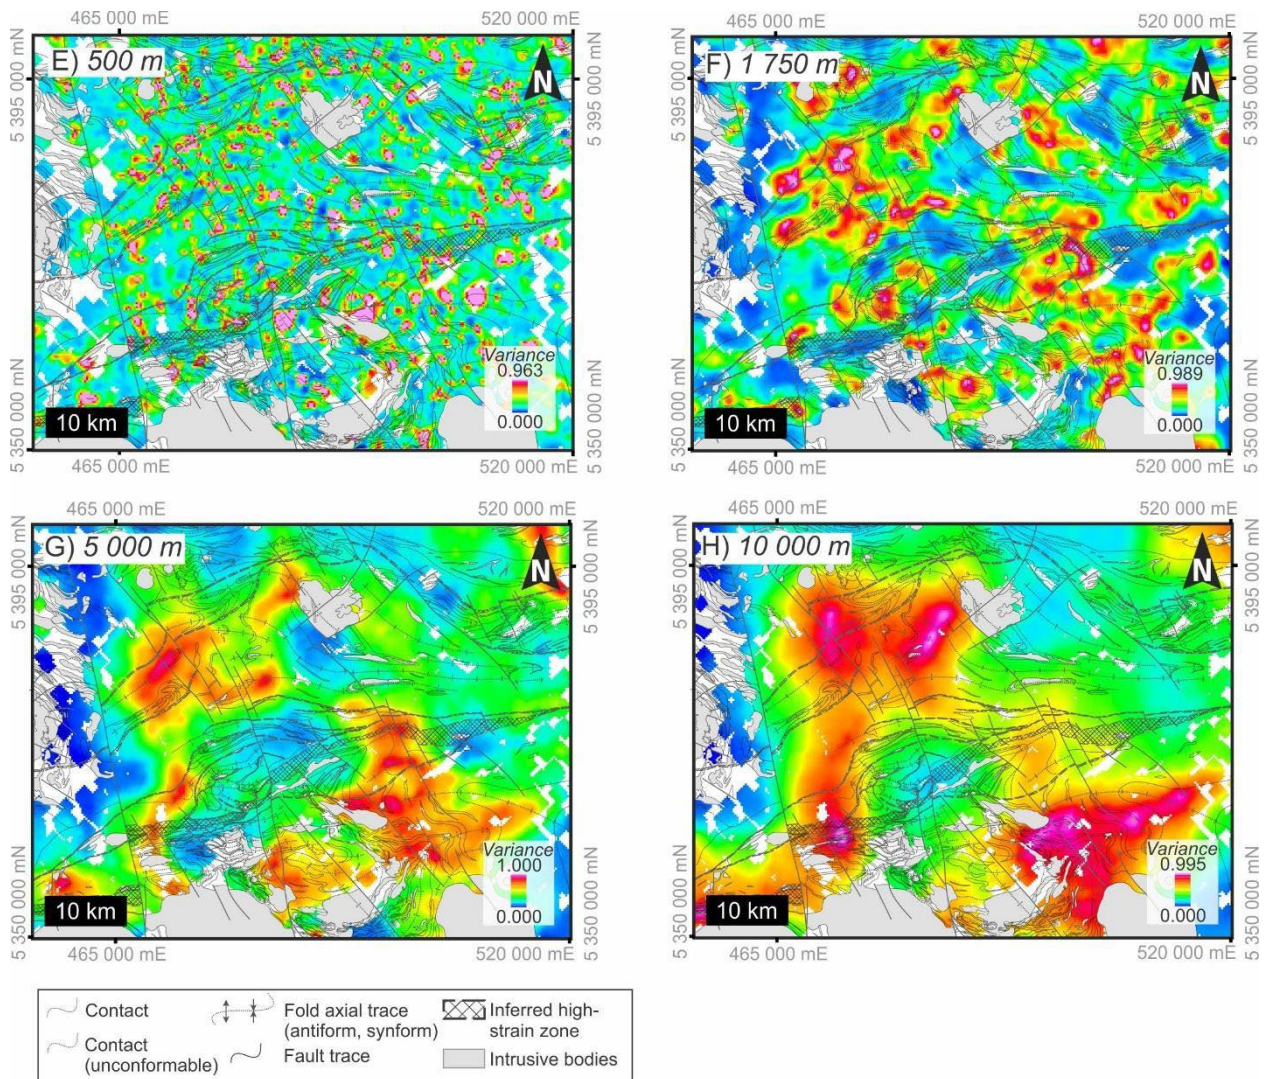 465 000 mE
520 000 mE
465 000 mE
520 000 mE
E) 500 m
N
5 395 000 mN
5 395 000 mN
Variance
0.963
0.000
10 km
5 350 000 mN
5 350 000 mN
465 000 mE
520 000 mE
F) 1 750 m
N
5 395 000 mN
5 395 000 mN
Variance
0.989
0.000
10 km
5 350 000 mN
5 350 000 mN
465 000 mE
520 000 mE
465 000 mE
520 000 mE
465 000 mE
520 000 mE
G) 5 000 m
N
5 395 000 mN
5 395 000 mN
Variance
1.000
0.000
10 km
5 350 000 mN
5 350 000 mN
465 000 mE
520 000 mE
H) 10 000 m
N
5 395 000 mN
5 395 000 mN
Variance
0.995
0.000
10 km
5 350 000 mN
5 350 000 mN
465 000 mE
520 000 mE
Contact
Contact
(unconformable)
Fold axial trace
(antiform, synform)
Fault trace
Inferred high-
strain zone
Intrusive bodies